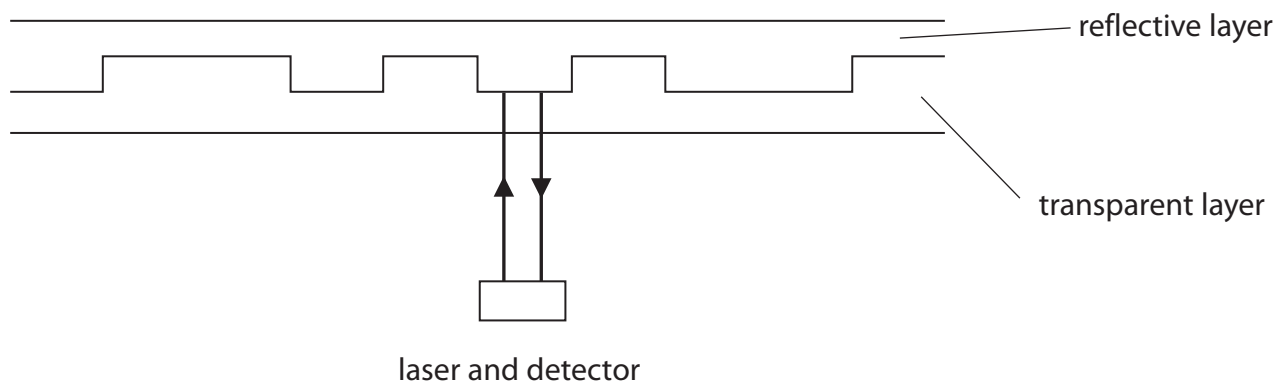 reflective layer
transparent layer
laser and detector